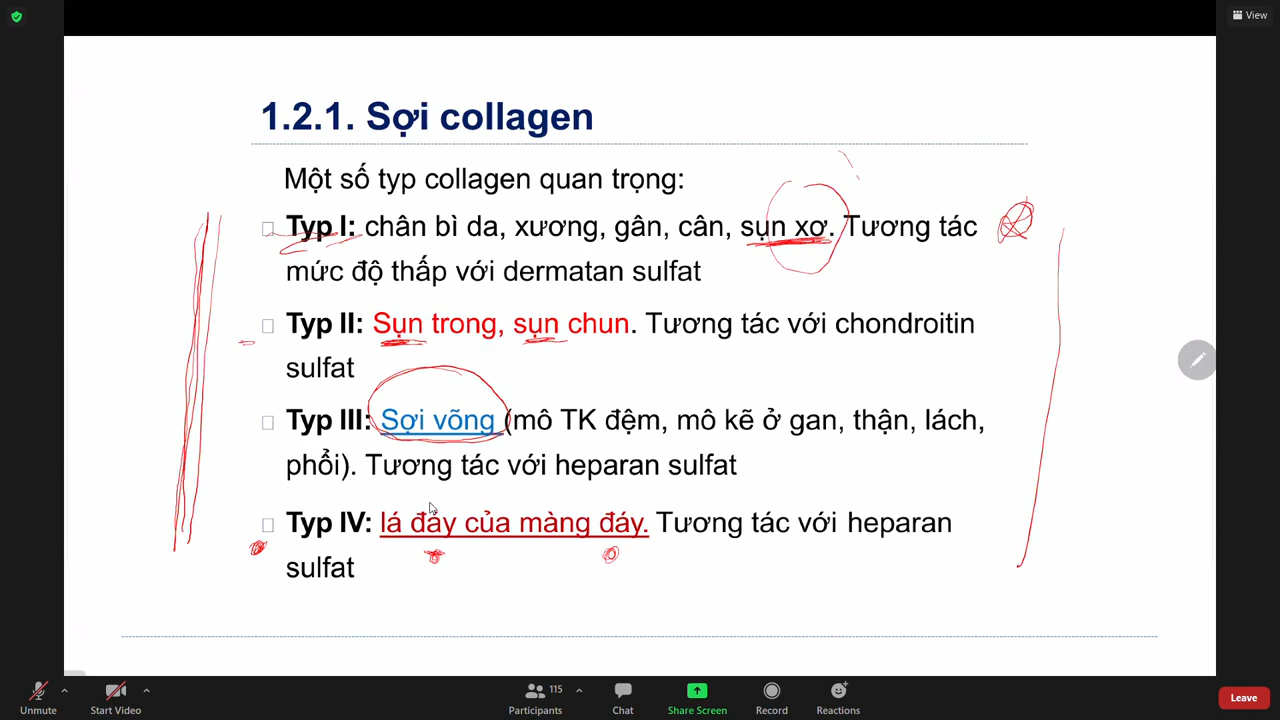 View
1.2.1. Sợi collagen
Một số typ collagen quan trọng:
Typ I: chân bì da, xương, gân, cân, sụn xơ. Tương tác
mức độ thấp với dermatan sulfat
Typ II: Sụn trong, sụn chun. Tương tác với chondroitin
sulfat
Typ III: Sợi võng (mô TK đệm, mô kẽ ở gan, thận, lách,
phổi). Tương tác với heparan sulfat
Typ IV: lá đáy của màng đáy. Tương tác với heparan
sulfat
Unmute Start Video Participants 115 Chat Share Screen Record Reactions Leave